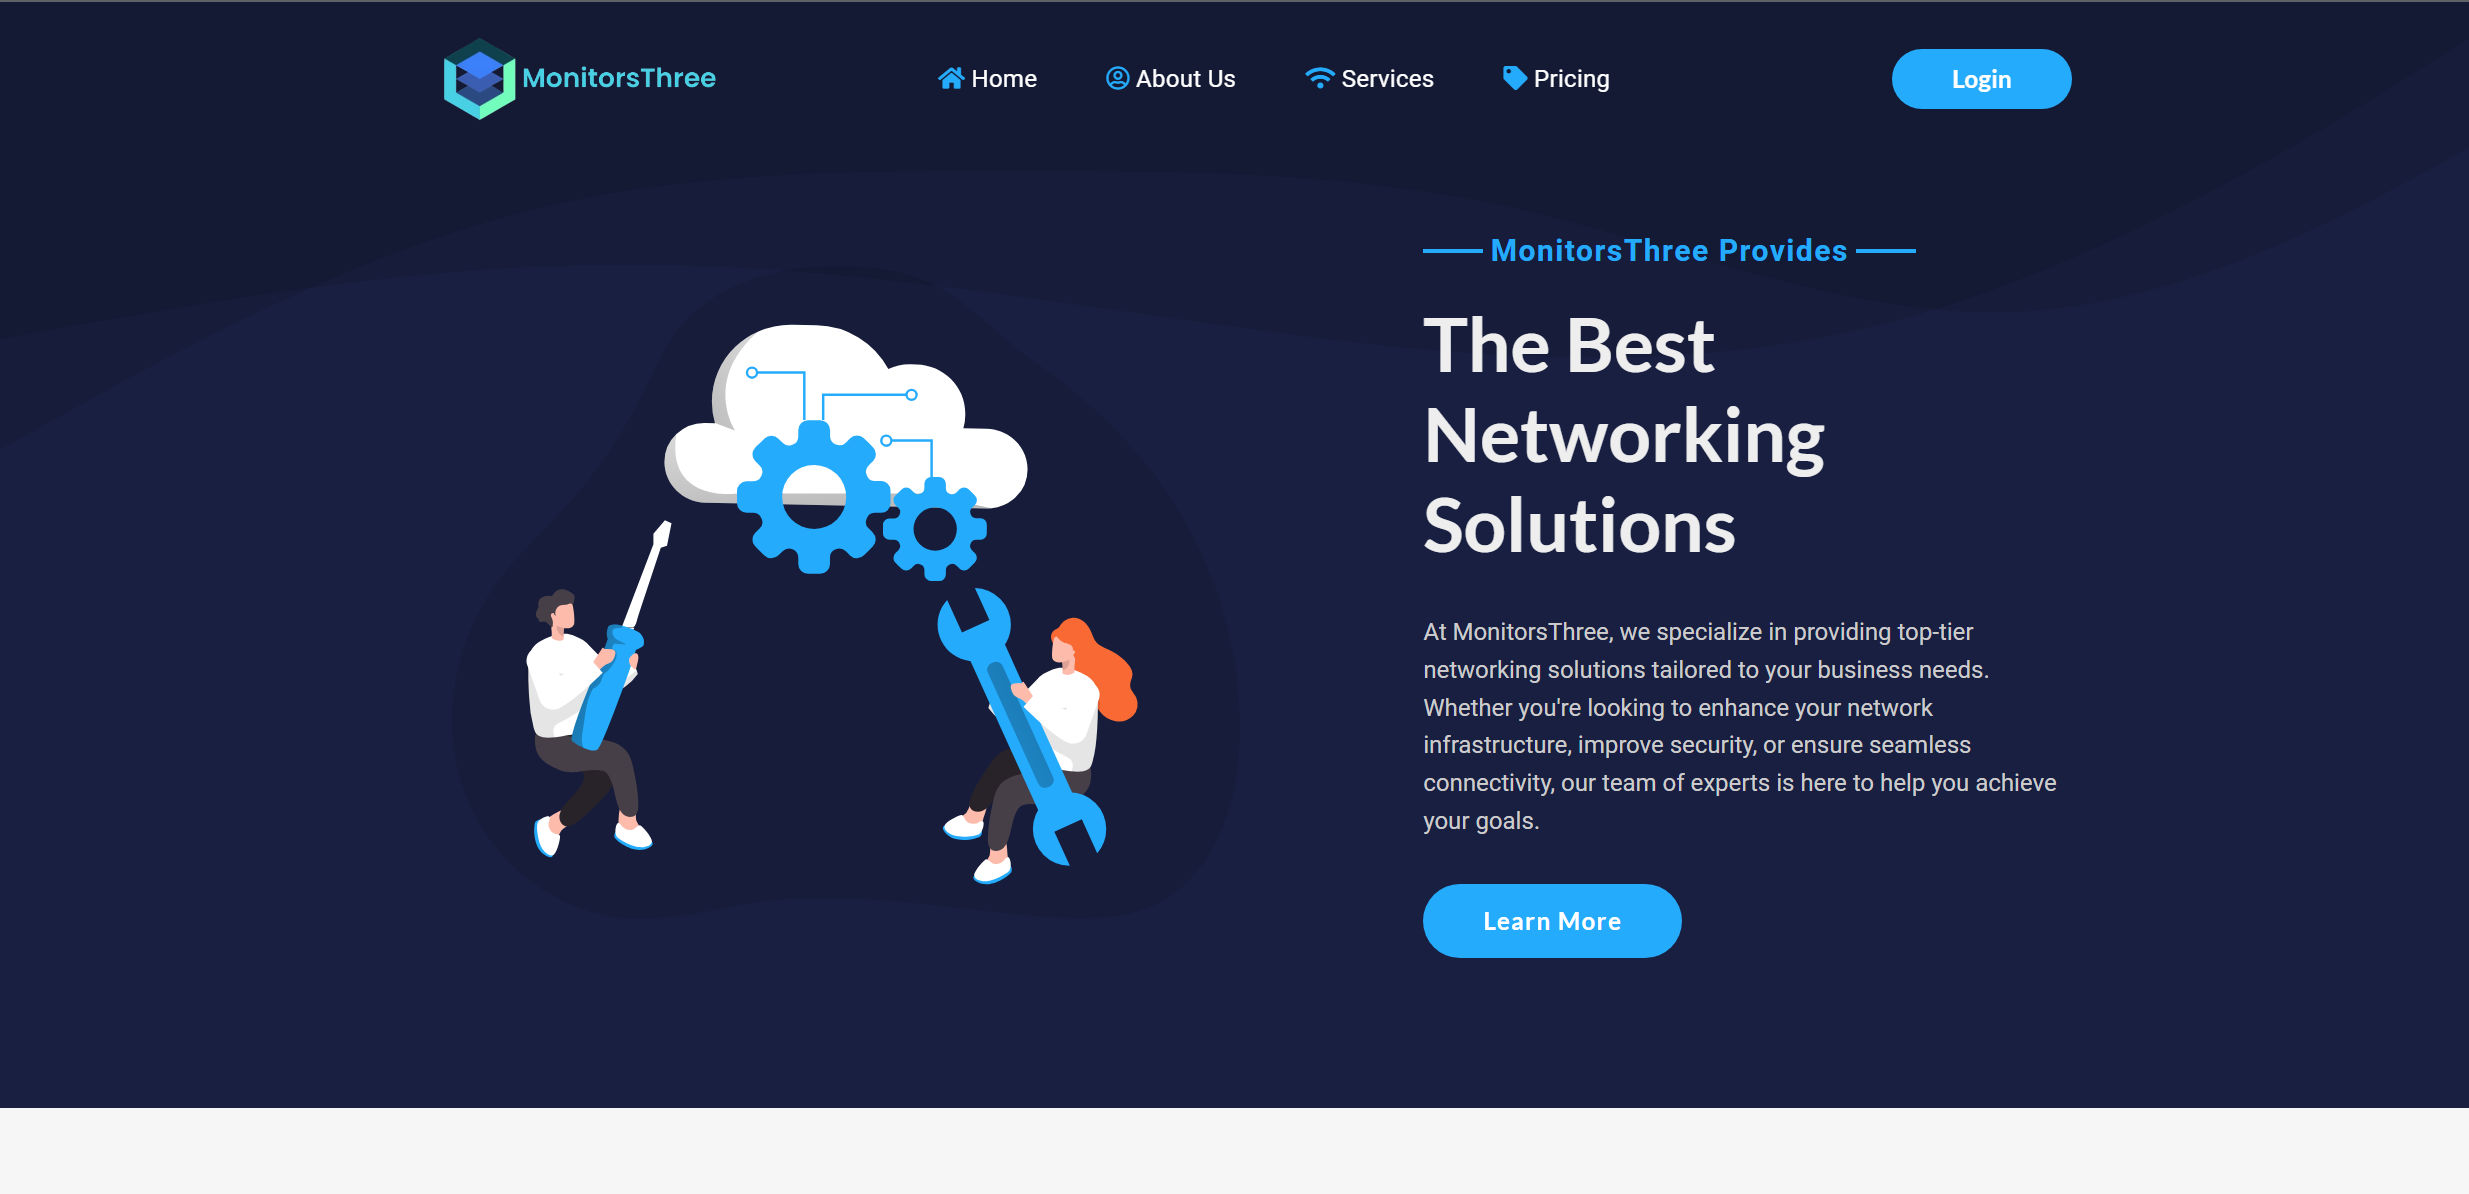 MonitorsThree
Home
About Us
Services
Pricing
Login
MonitorsThree Provides
The Best
Networking
Solutions
At MonitorsThree, we specialize in providing top-tier
networking solutions tailored to your business needs.
Whether you're looking to enhance your network
infrastructure, improve security, or ensure seamless
connectivity, our team of experts is here to help you achieve
your goals.
Learn More